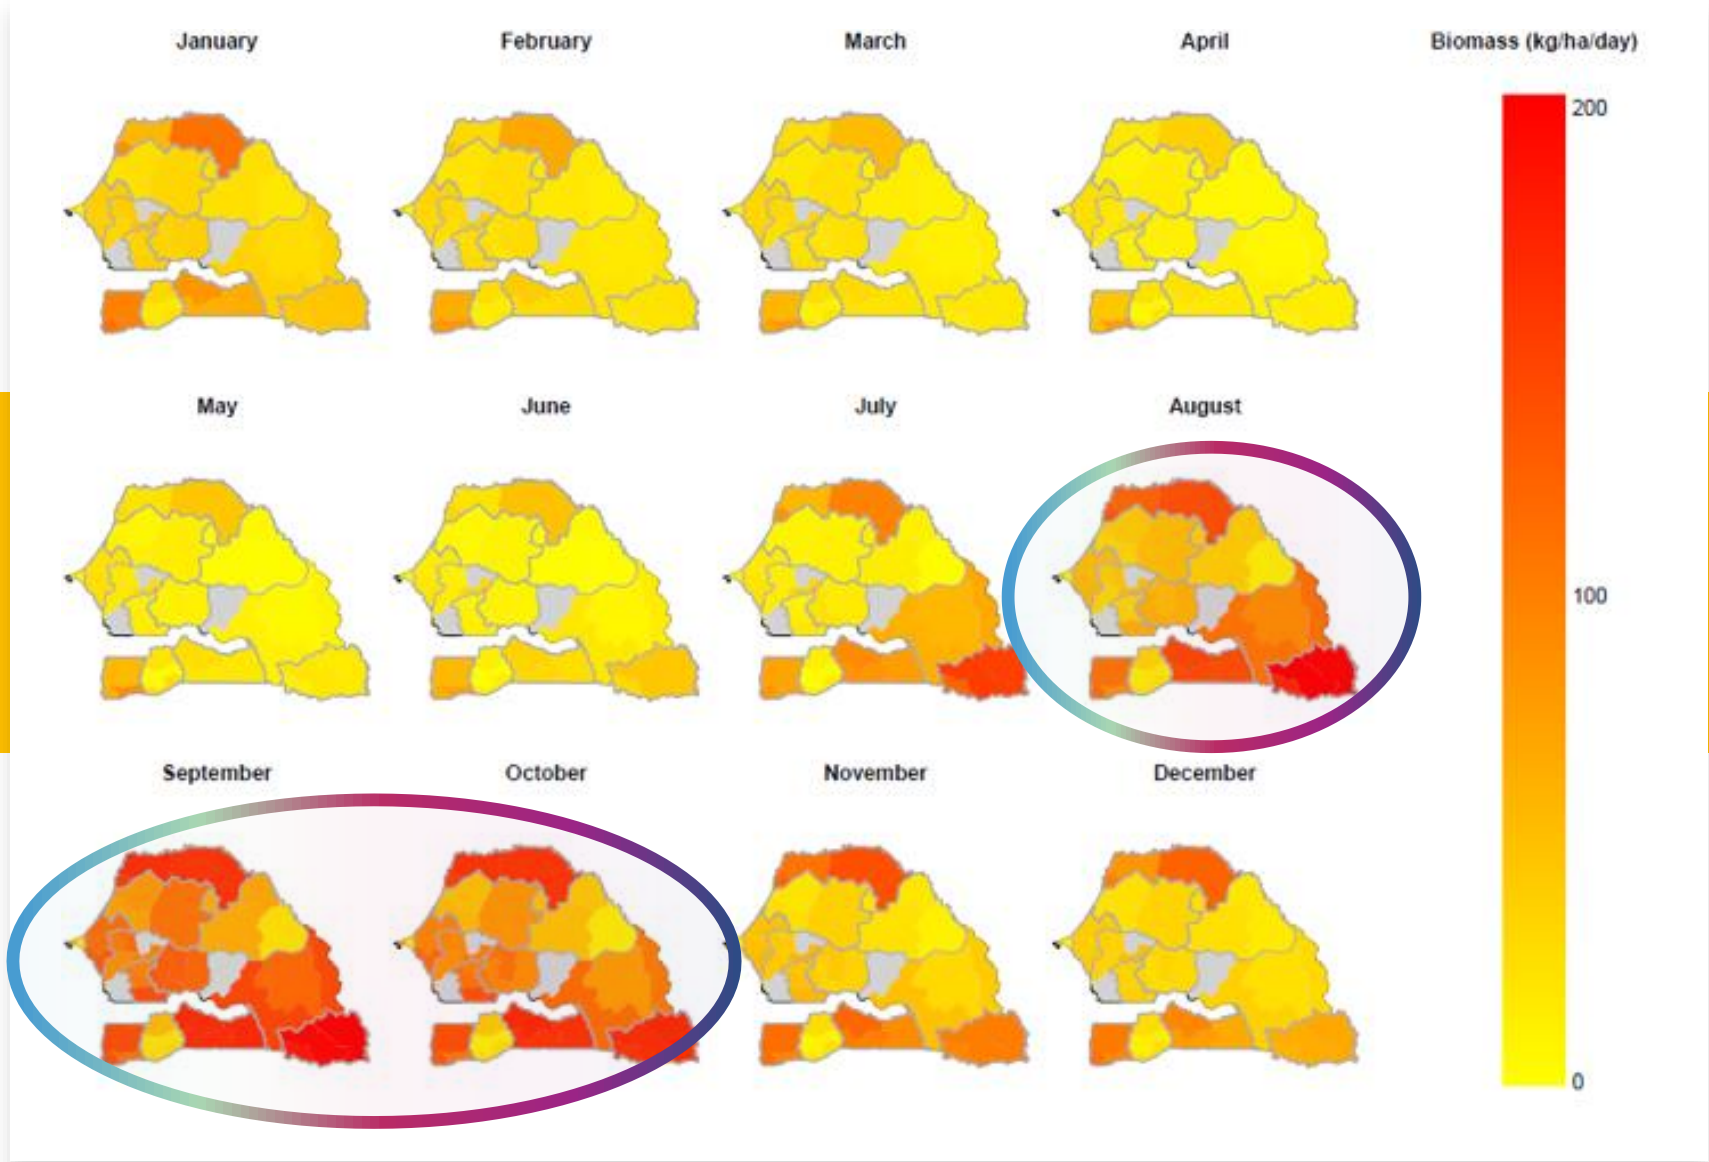 January
February
March
April
Biomass (kg/ha/day)
200
May
June
July
August
100
September
October
November
December
0